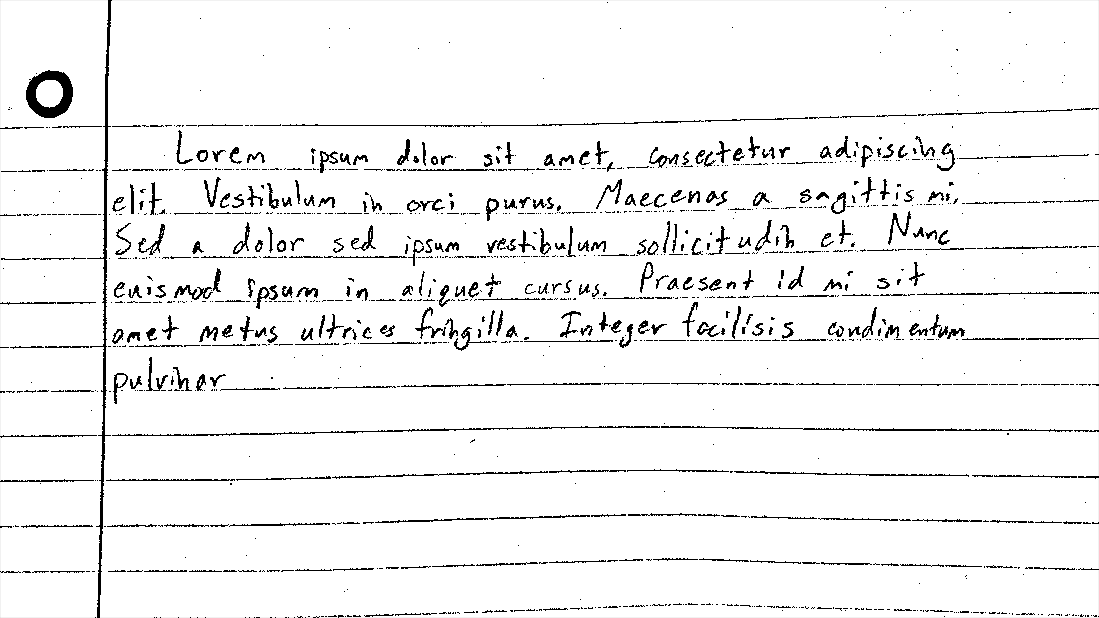 Lorem ipsum dolor sit amet, consectetur adipiscing
elit. Vestibulum in orci purus. Maecenas a sagittis mi.
Sed a dolor sed ipsum vestibulum sollicitudin et. Nunc
euismod ipsum in aliquet cursus. Praesent id mi sit
amet metus ultrices fringilla. Integer facilisis condimentum
pulvinar